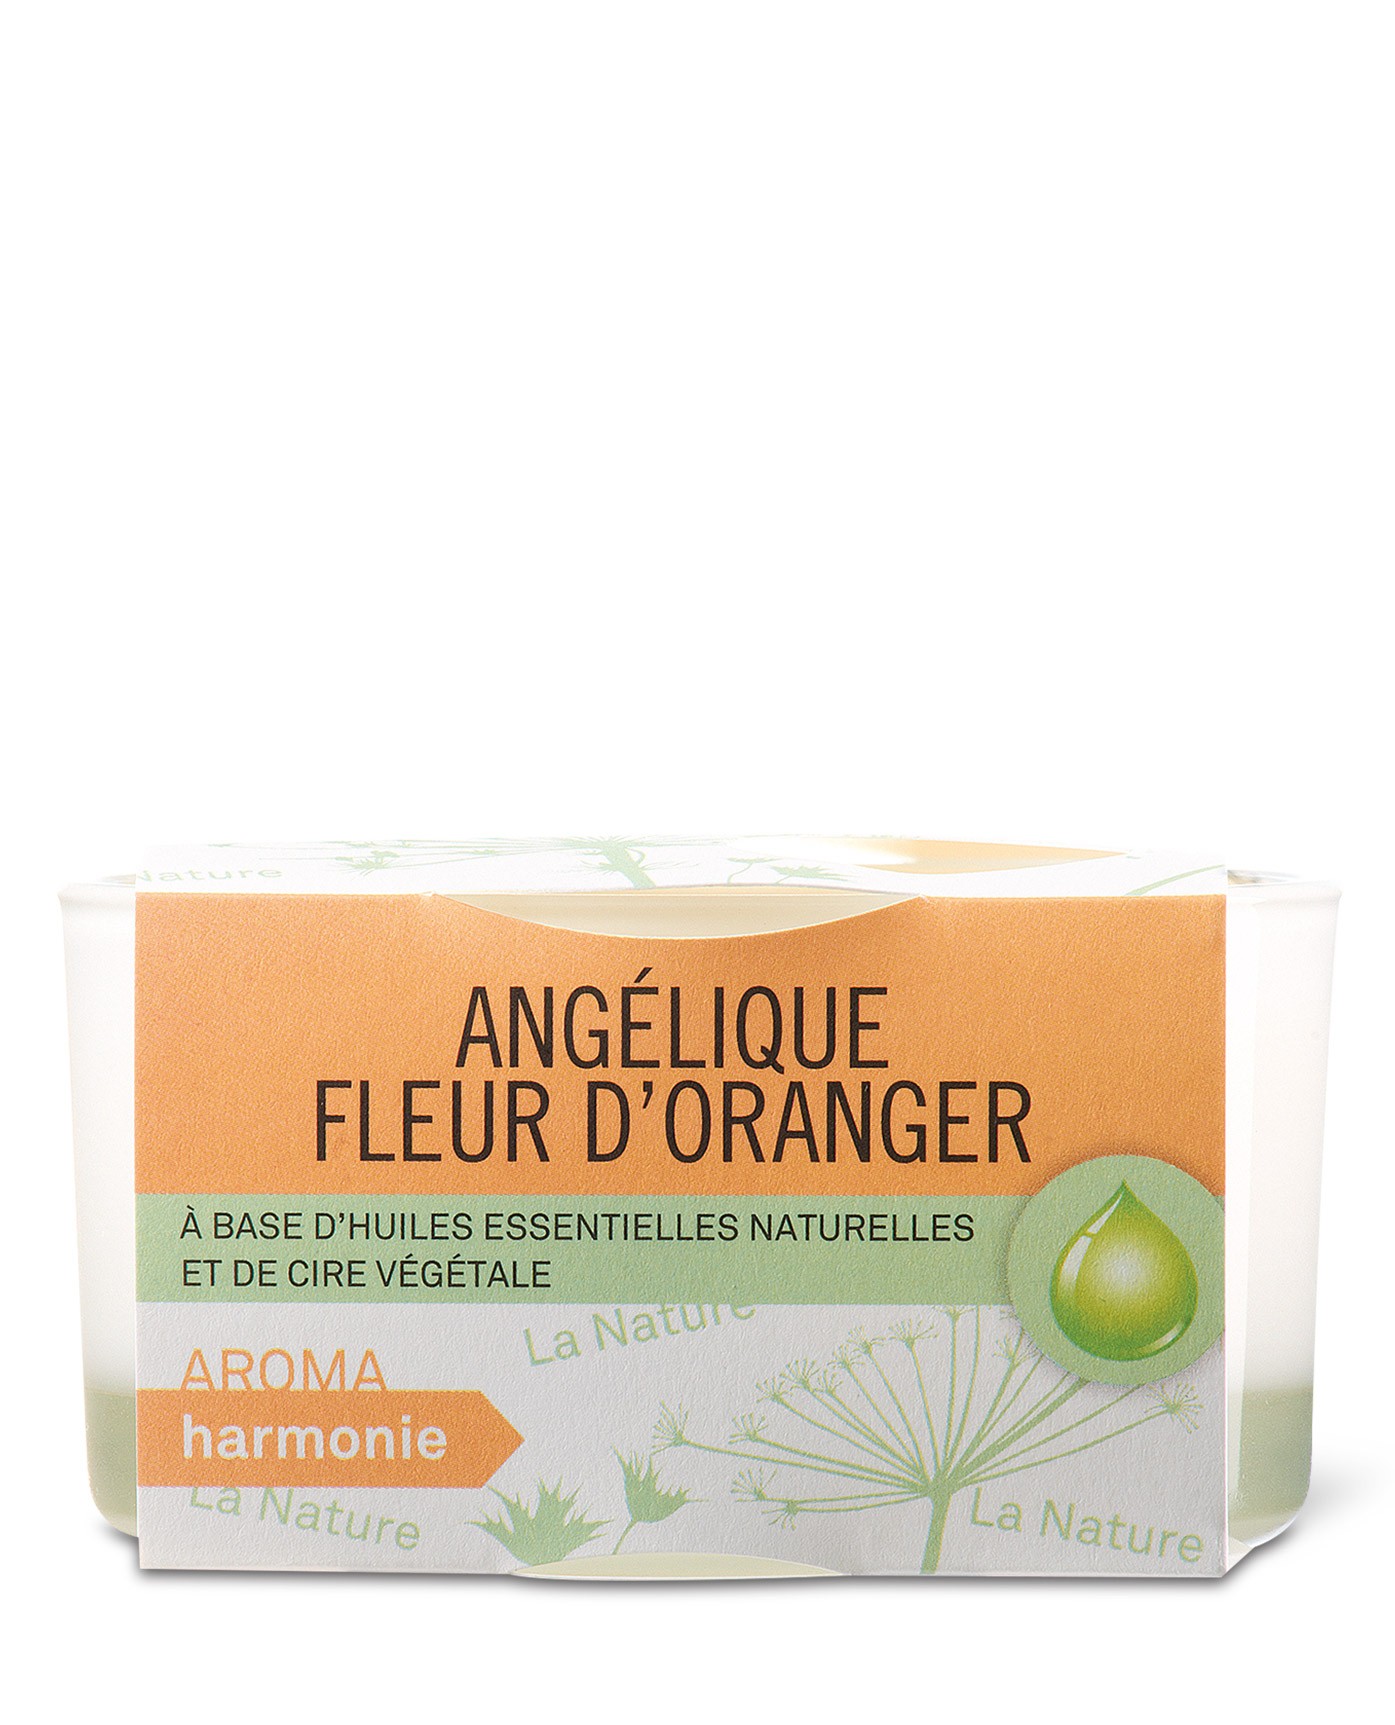 Nature
ANGÉLIQUE
FLEUR D'ORANGER
À BASE D'HUILES ESSENTIELLES NATURELLES
ET DE CIRE VÉGÉTALE
La Nature
AROMA
harmonie
La Nature
La Nature